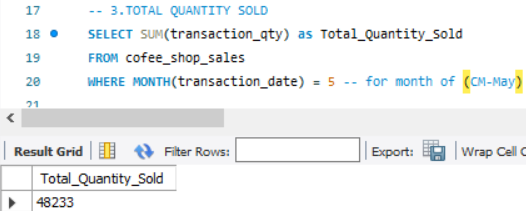 17 -- 3.TOTAL QUANTITY SOLD
18 SELECT SUM(transaction_qty) as Total_Quantity_Sold
19 FROM cofee_shop_sales
20 WHERE MONTH(transaction_date) = 5 -- for month of (CM-May)
21
Result Grid Filter Rows: Export: Wrap Cell C
Total_Quantity_Sold
48233